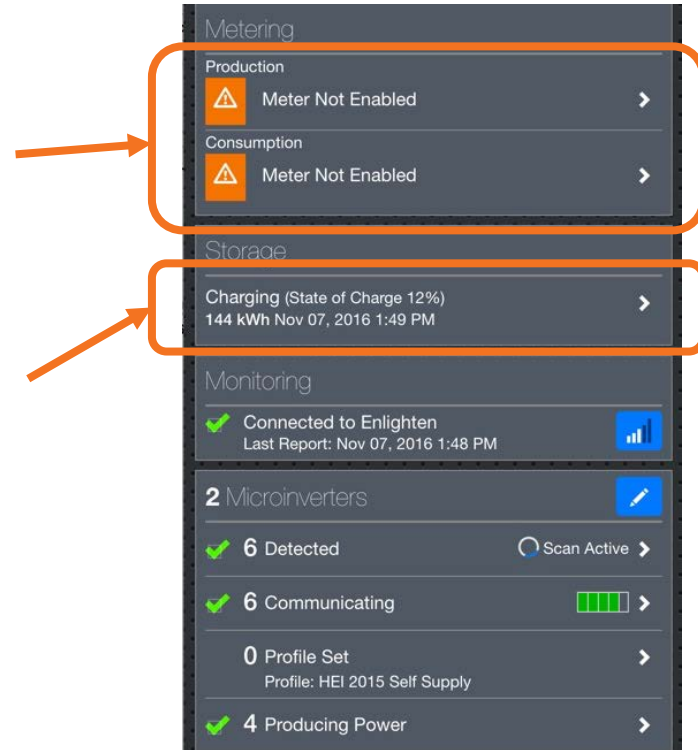 Metering
Production
Meter Not Enabled
Consumption
Meter Not Enabled
Storage
Charging (State of Charge 12%)
144 kWh Nov 07, 2016 1:49 PM
Monitoring
Connected to Enlighten
Last Report: Nov 07, 2016 1:48 PM
2 Microinverters
6 Detected Scan Active
6 Communicating
0 Profile Set
Profile: HEI 2015 Self Supply
4 Producing Power